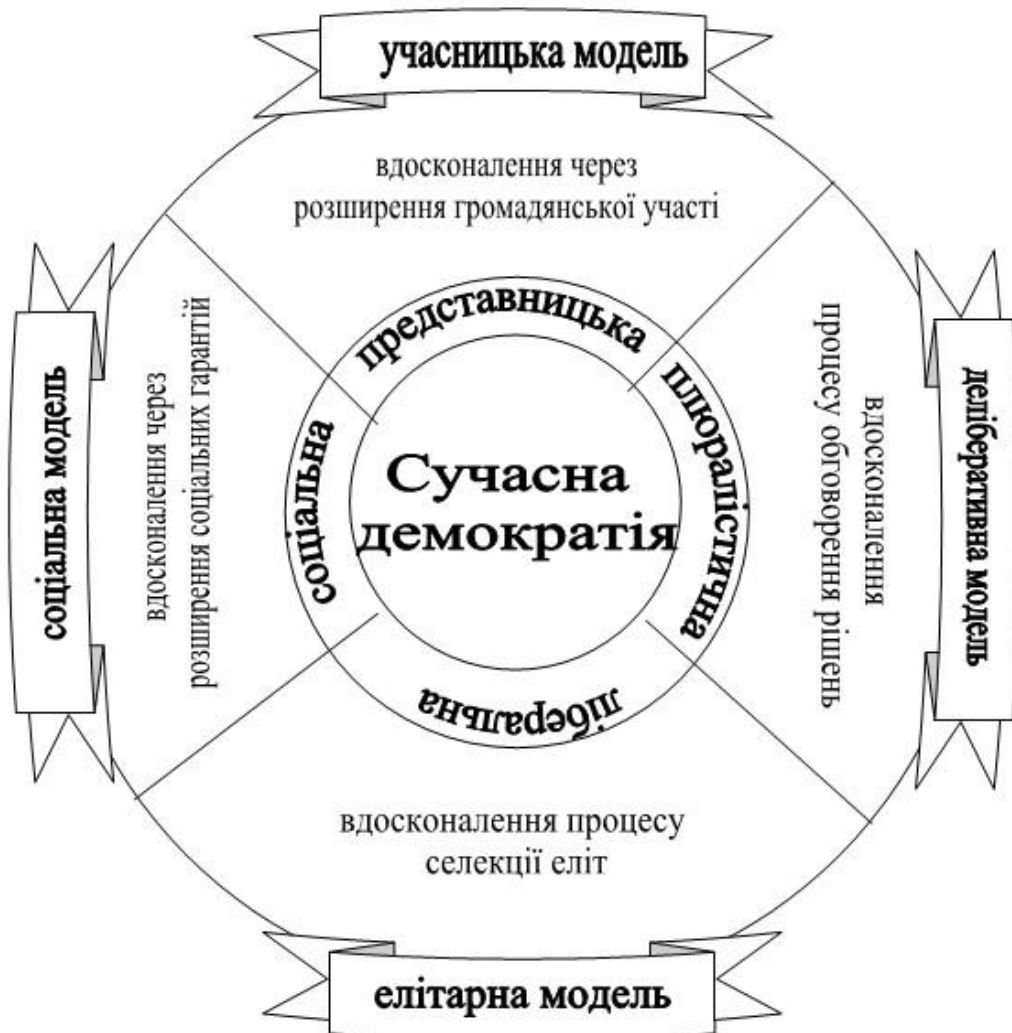 учасницька модель
вдосконалення через
розширення громадянської участі
представницька
соціальна модель
вдосконалення через
розширення соціальних гарантій
соціальна
Сучасна
демократія
плюралістична
вдосконалення
процесу обговорення рішень
деліберативна модель
ліберальна
вдосконалення процесу
селекції еліт
елітарна модель